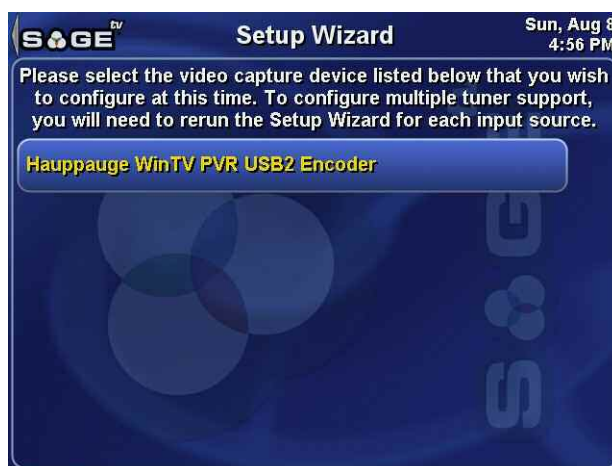 SAGE tv
Setup Wizard
Sun, Aug 8
4:56 PM
Please select the video capture device listed below that you wish
to configure at this time. To configure multiple tuner support,
you will need to rerun the Setup Wizard for each input source.
Hauppauge WinTV PVR USB2 Encoder
SAGE